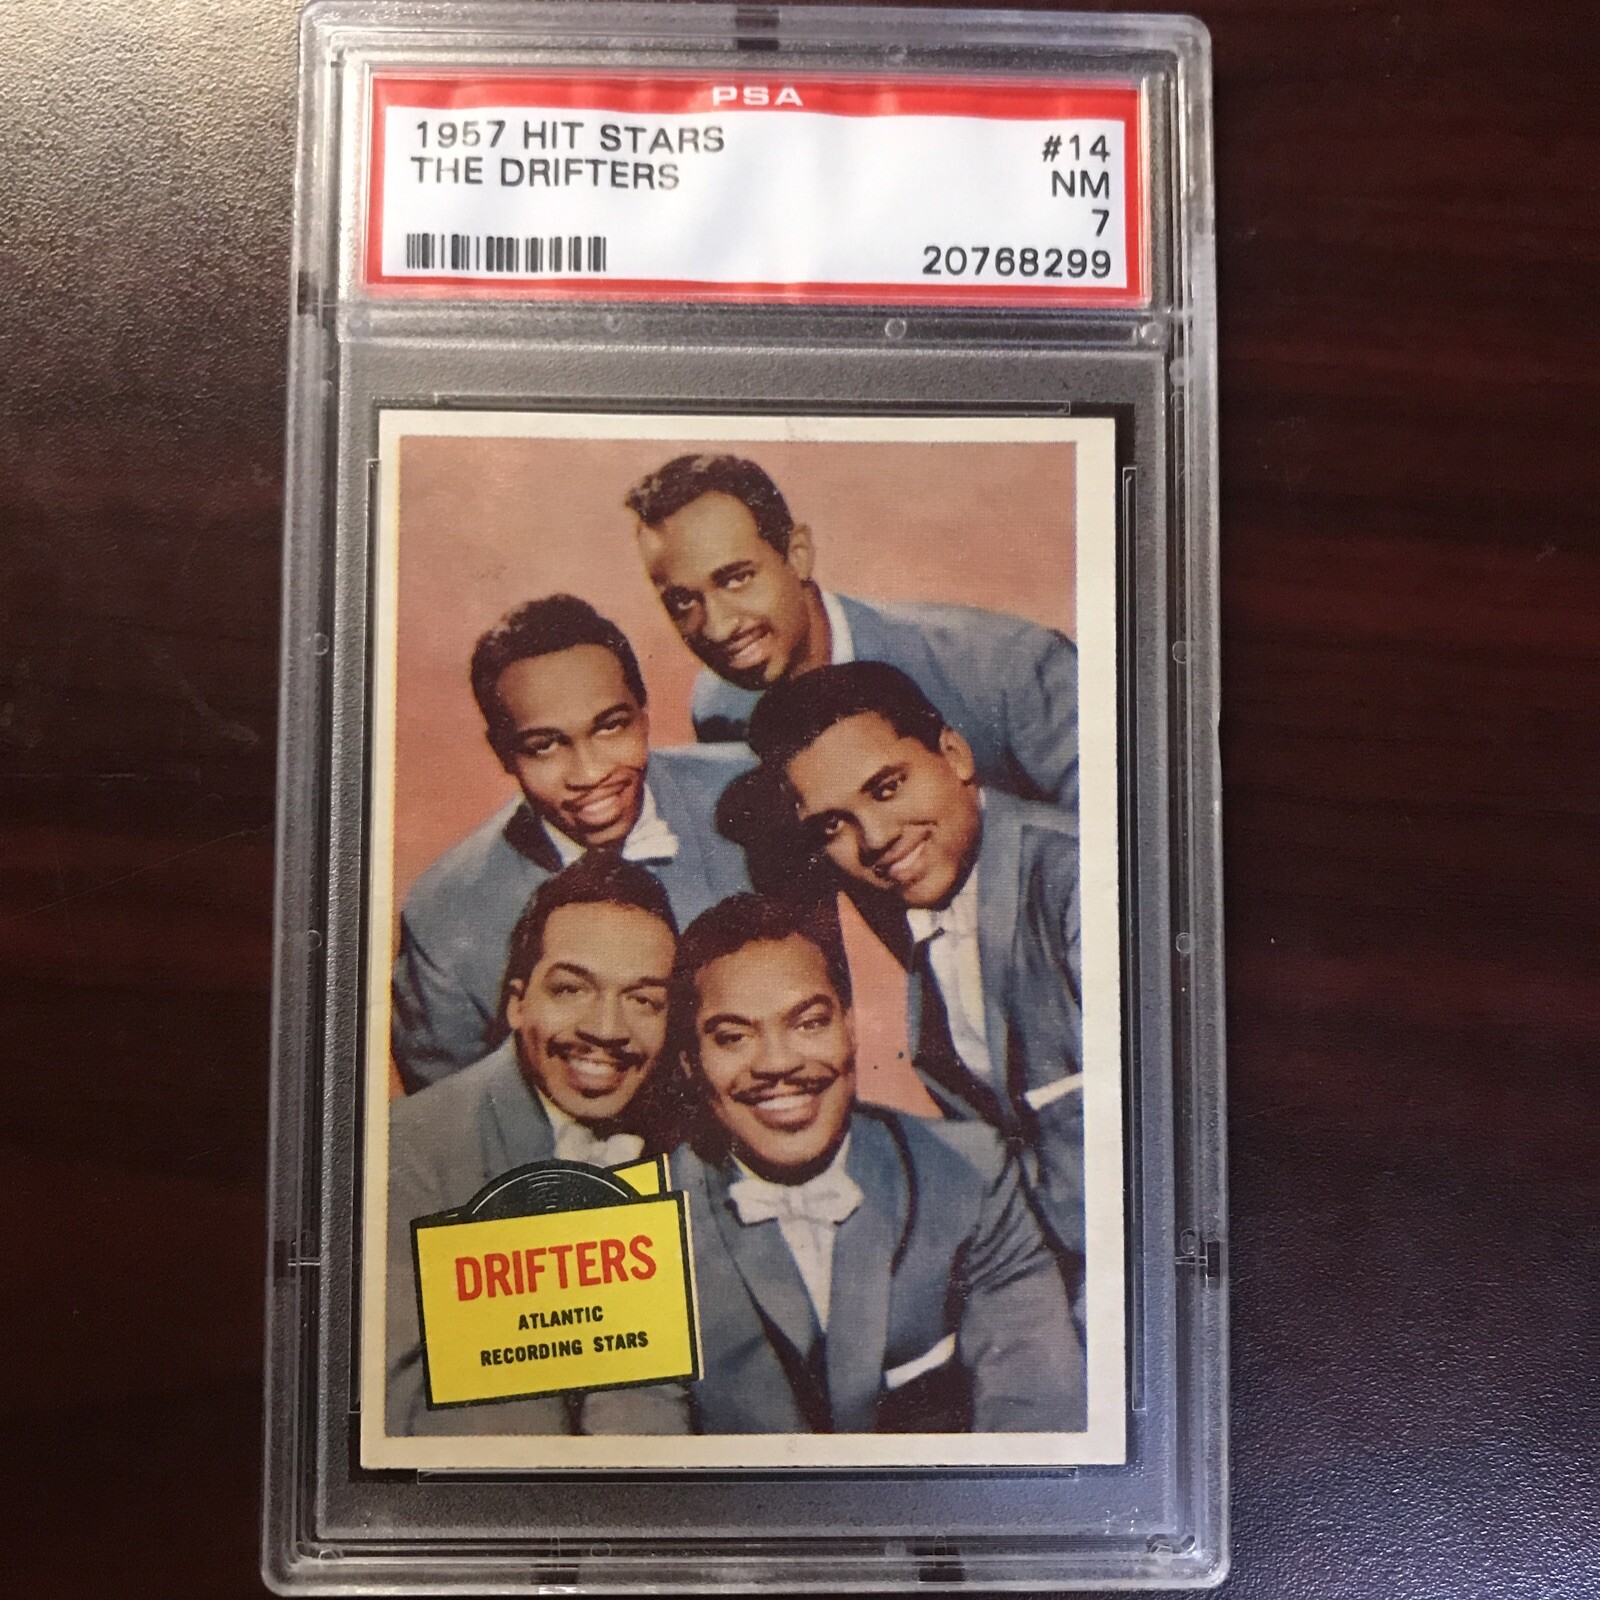 PSA
1957 HIT STARS
THE DRIFTERS
#14
NM
7
20768299
DRIFTERS
ATLANTIC
RECORDING STARS